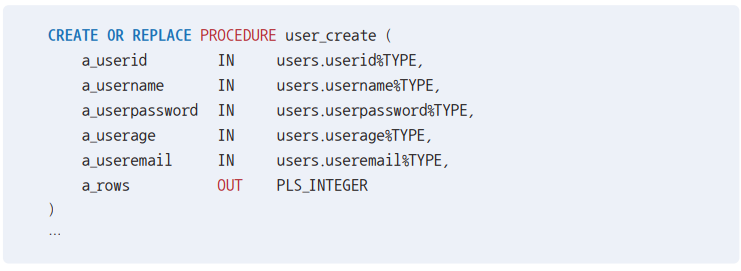 CREATE OR REPLACE PROCEDURE user_create (
    a_userid        IN     users.userid%TYPE,
    a_username      IN     users.username%TYPE,
    a_userpassword  IN     users.userpassword%TYPE,
    a_userage       IN     users.userage%TYPE,
    a_useremail     IN     users.useremail%TYPE,
    a_rows          OUT    PLS_INTEGER
)
…